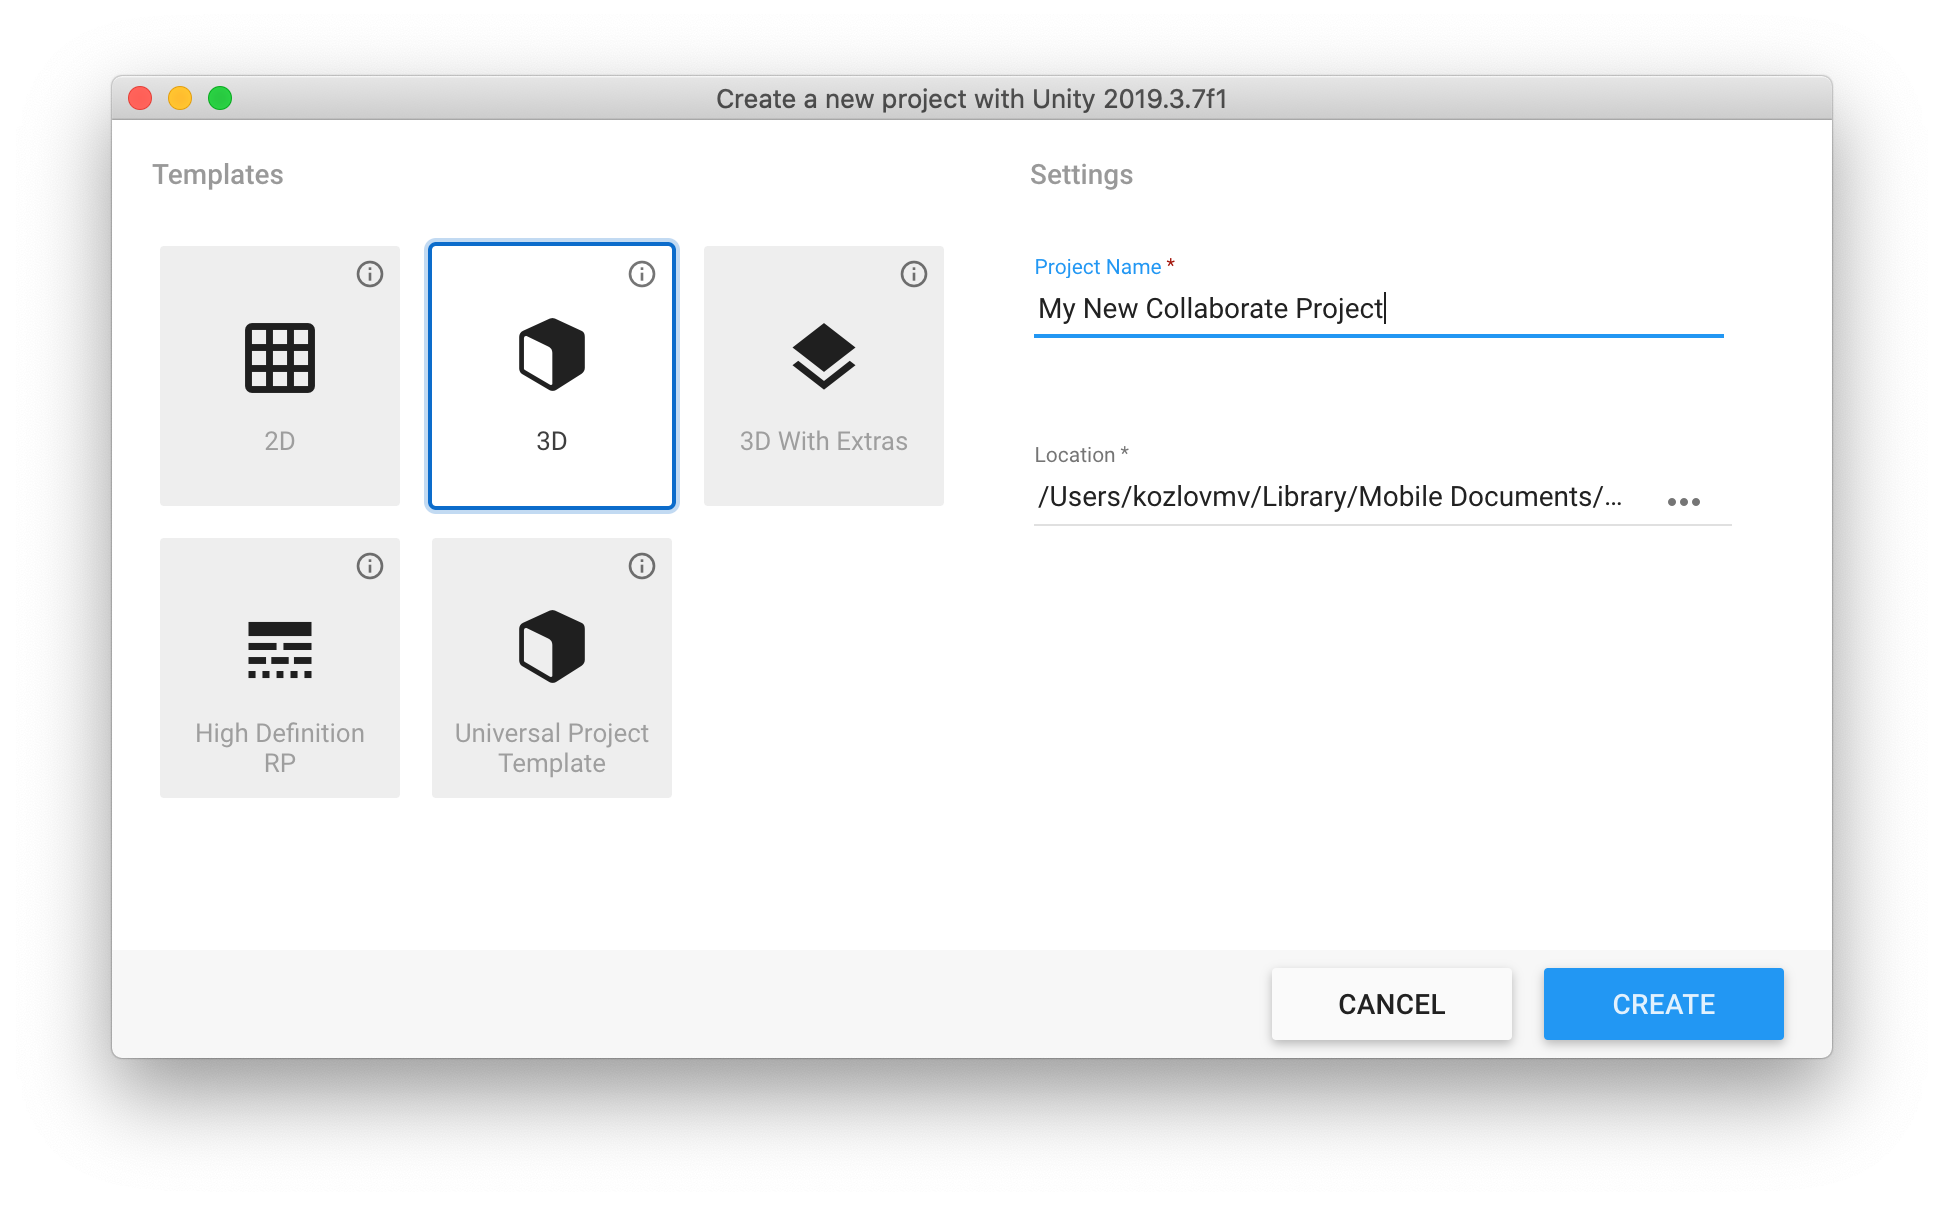 Create a new project with Unity 2019.3.7f1
Templates
2D
3D
3D With Extras
High Definition
RP
Universal Project
Template
Settings
Project Name *
My New Collaborate Project
Location *
/Users/kozlovmv/Library/Mobile Documents/...
CANCEL
CREATE